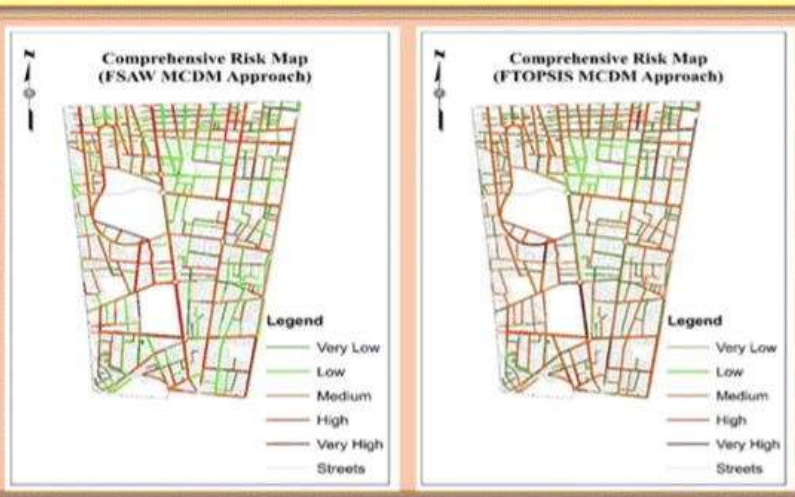 N
Comprehensive Risk Map
(FSAW MCDM Approach)
Legend
Very Low
Low
Medium
High
Very High
Streets
N
Comprehensive Risk Map
(FTOPSIS MCDM Approach)
Legend
Very Low
Low
Medium
High
Very High
Streets